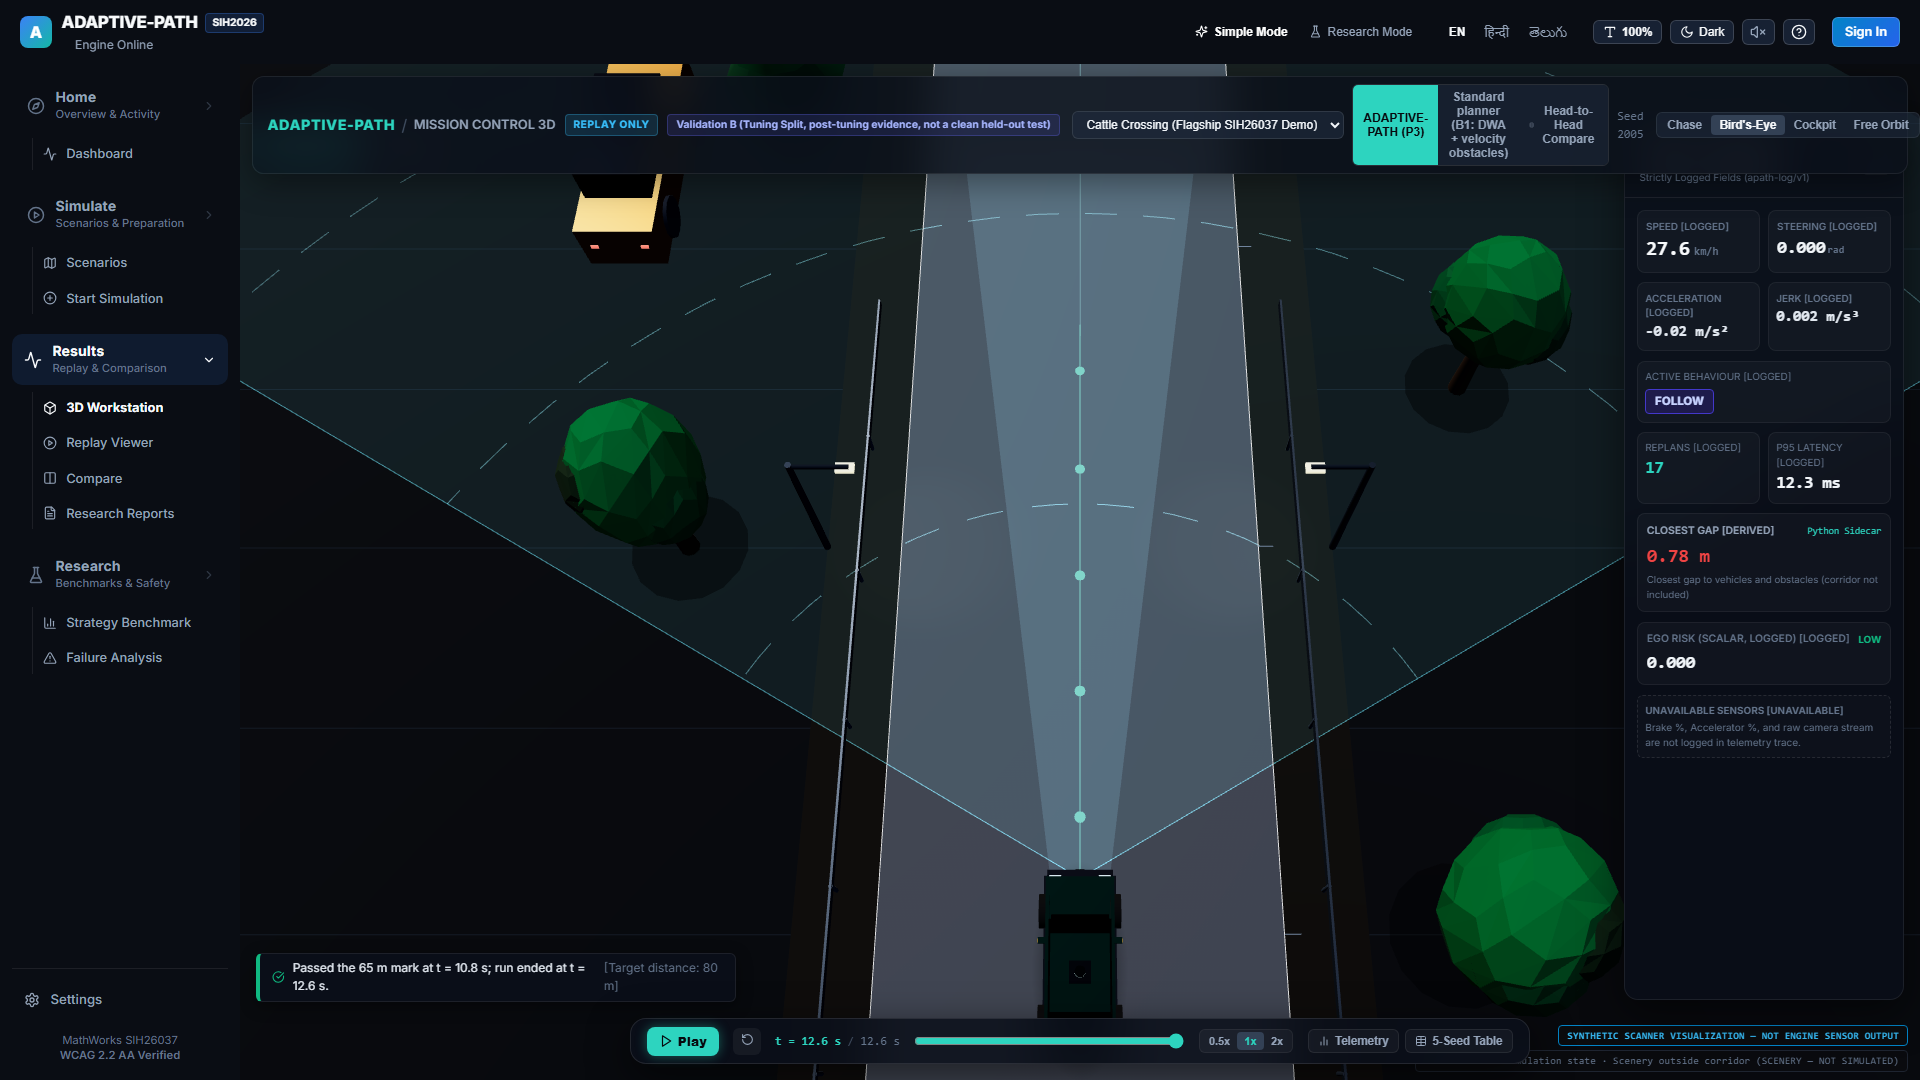 A
ADAPTIVE-PATH SIH2026
Engine Online
Simple Mode
Research Mode
EN
हिन्दी
తెలుగు
100%
Dark
Sign In
Home
Overview & Activity
Dashboard
Simulate
Scenarios & Preparation
Scenarios
Start Simulation
Results
Replay & Comparison
3D Workstation
Replay Viewer
Compare
Research Reports
Research
Benchmarks & Safety
Strategy Benchmark
Failure Analysis
Settings
MathWorks SIH26037
WCAG 2.2 AA Verified
ADAPTIVE-PATH / MISSION CONTROL 3D
REPLAY ONLY
Validation B (Tuning Split, post-tuning evidence, not a clean held-out test)
Cattle Crossing (Flagship SIH26037 Demo)
ADAPTIVE-
PATH (P3)
Standard
planner
(B1: DWA
+ velocity
obstacles)
Head-to-
Head
Compare
Seed
2005
Chase
Bird's-Eye
Cockpit
Free Orbit
Strictly Logged Fields (apath-log/v1)
SPEED [LOGGED]
27.6 km/h
STEERING [LOGGED]
0.000 rad
ACCELERATION
[LOGGED]
-0.02 m/s²
JERK [LOGGED]
0.002 m/s³
ACTIVE BEHAVIOUR [LOGGED]
FOLLOW
REPLANS [LOGGED]
17
P95 LATENCY
[LOGGED]
12.3 ms
CLOSEST GAP [DERIVED]
Python Sidecar
0.78 m
Closest gap to vehicles and obstacles (corridor not
included)
EGO RISK (SCALAR, LOGGED) [LOGGED]
LOW
0.000
UNAVAILABLE SENSORS [UNAVAILABLE]
Brake %, Accelerator %, and raw camera stream
are not logged in telemetry trace.
Passed the 65 m mark at t = 10.8 s; run ended at t =
12.6 s.
[Target distance: 80
m]
Play
t = 12.6 s / 12.6 s
0.5x
1x
2x
Telemetry
5-Seed Table
SYNTHETIC SCANNER VISUALIZATION — NOT ENGINE SENSOR OUTPUT
state · Scenery outside corridor (SCENERY — NOT SIMULATED)